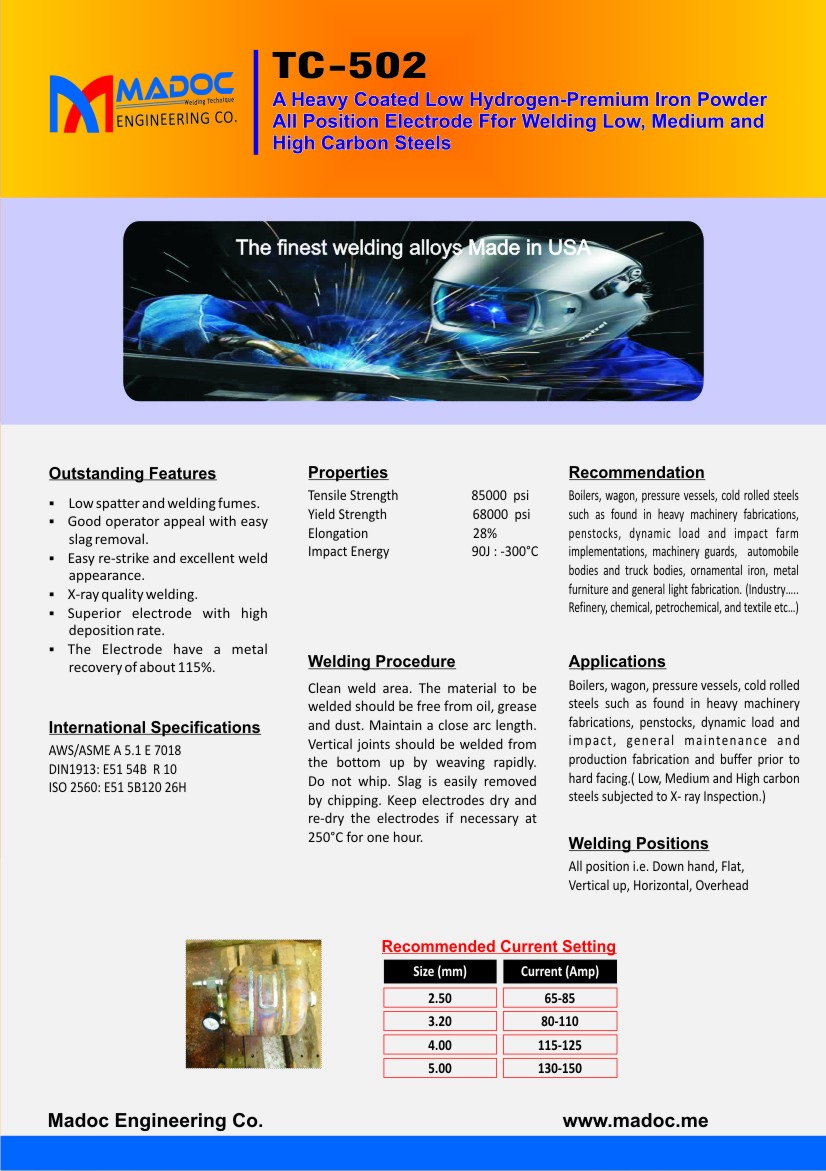 MADOC
Welding Technique
ENGINEERING CO.
TC-502
A Heavy Coated Low Hydrogen-Premium Iron Powder
All Position Electrode Ffor Welding Low, Medium and
High Carbon Steels
The finest welding alloys Made in USA
optrel
Outstanding Features
▪ Low spatter and welding fumes.
▪ Good operator appeal with easy
slag removal.
▪ Easy re-strike and excellent weld
appearance.
▪ X-ray quality welding.
▪ Superior electrode with high
deposition rate.
▪ The Electrode have a metal
recovery of about 115%.
International Specifications
AWS/ASME A 5.1 E 7018
DIN1913: E51 54B R 10
ISO 2560: E51 5B120 26H
Properties
Tensile Strength 85000 psi
Yield Strength 68000 psi
Elongation 28%
Impact Energy 90J : -300°C
Welding Procedure
Clean weld area. The material to be
welded should be free from oil, grease
and dust. Maintain a close arc length.
Vertical joints should be welded from
the bottom up by weaving rapidly.
Do not whip. Slag is easily removed
by chipping. Keep electrodes dry and
re-dry the electrodes if necessary at
250°C for one hour.
Recommendation
Boilers, wagon, pressure vessels, cold rolled steels
such as found in heavy machinery fabrications,
penstocks, dynamic load and impact farm
implementations, machinery guards, automobile
bodies and truck bodies, ornamental iron, metal
furniture and general light fabrication. (Industry.....
Refinery, chemical, petrochemical, and textile etc...)
Applications
Boilers, wagon, pressure vessels, cold rolled
steels such as found in heavy machinery
fabrications, penstocks, dynamic load and
impact, general maintenance and
production fabrication and buffer prior to
hard facing.( Low, Medium and High carbon
steels subjected to X- ray Inspection.)
Welding Positions
All position i.e. Down hand, Flat,
Vertical up, Horizontal, Overhead
Recommended Current Setting
Size (mm) Current (Amp)
2.50 65-85
3.20 80-110
4.00 115-125
5.00 130-150
Madoc Engineering Co. www.madoc.me